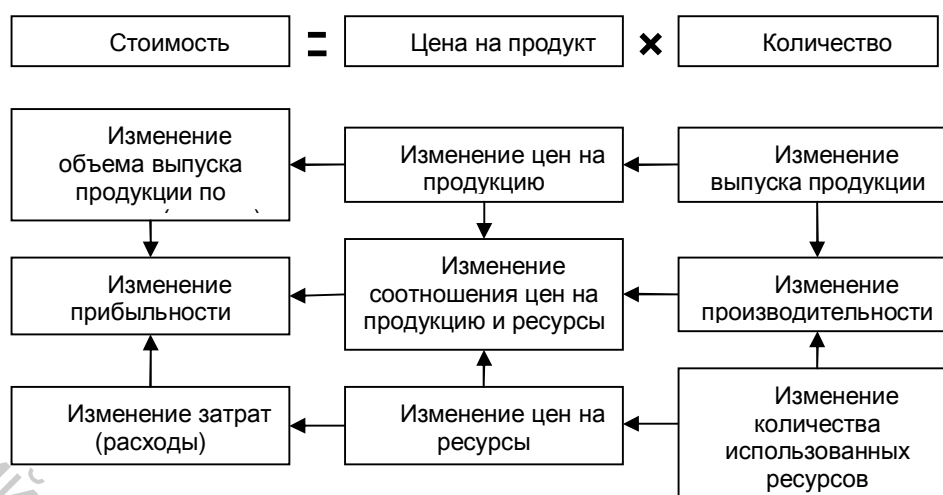 Стоимость = Цена на продукт × Количество
Изменение
объема выпуска
продукции по
Изменение цен на
продукцию
Изменение
выпуска продукции
Изменение
прибыльности
Изменение
соотношения цен на
продукцию и ресурсы
Изменение
производительности
Изменение затрат
(расходы)
Изменение цен на
ресурсы
Изменение
количества
использованных
ресурсов